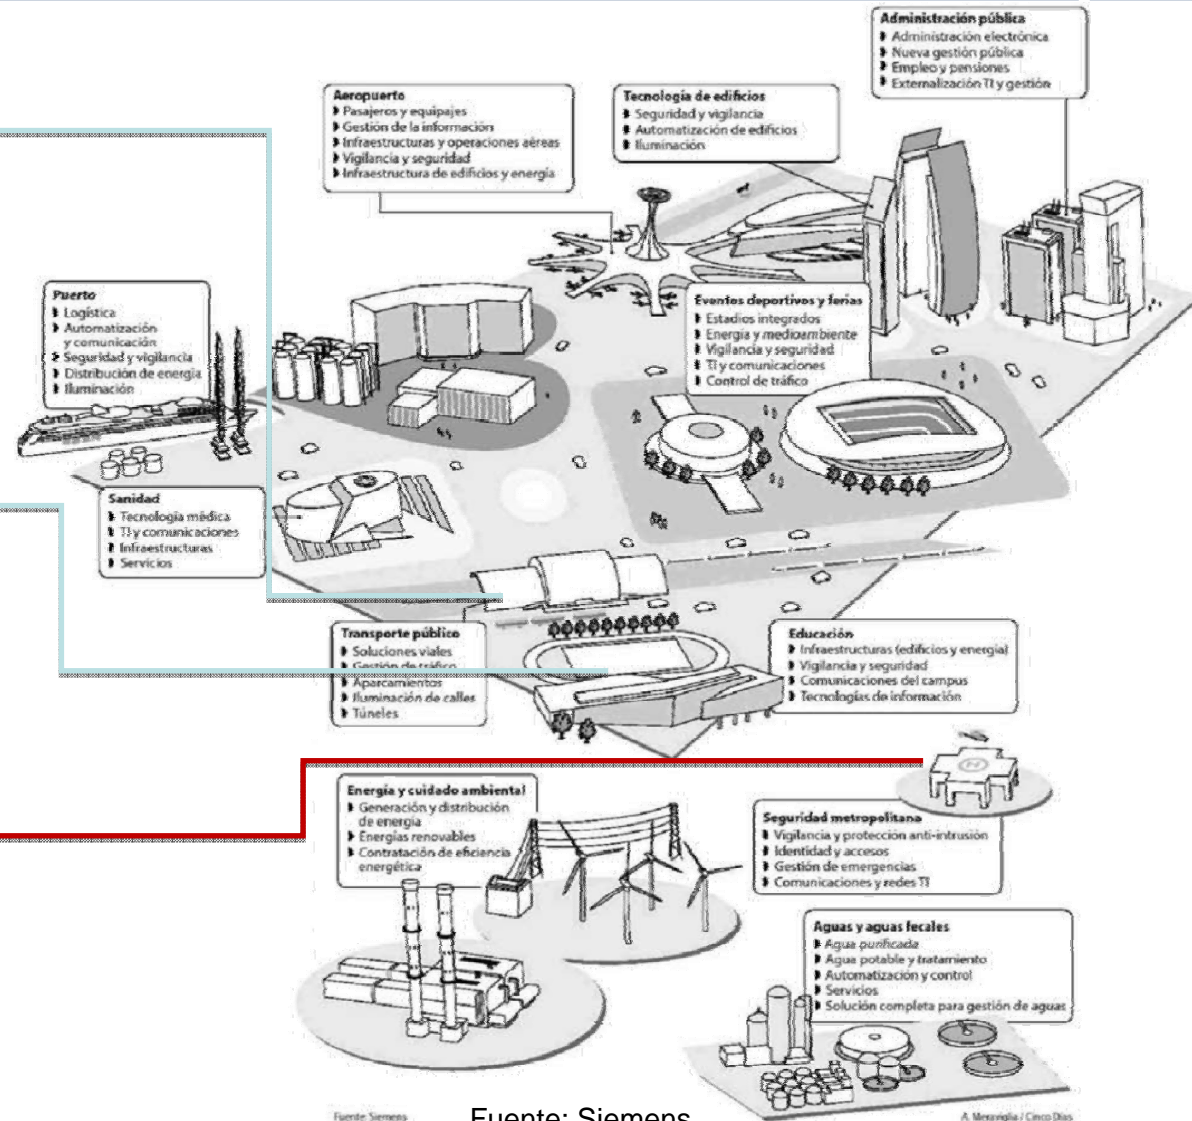 Administración pública
Administración electrónica
Nueva gestión pública
Empleo y pensiones
Externalización TI y gestión
Aeropuerto
Pasajeros y equipajes
Gestión de la información
Infraestructuras y operaciones aéreas
Vigilancia y seguridad
Infraestructura de edificios y energía
Tecnología de edificios
Seguridad y vigilancia
Automatización de edificios
Iluminación
Puerto
Logística
Automatización
y comunicación
Seguridad y vigilancia
Distribución de energía
Iluminación
Eventos deportivos y ferias
Estadios integrados
Energía y medioambiente
Vigilancia y seguridad
TI y comunicaciones
Control de tráfico
Sanidad
Tecnología médica
TI y comunicaciones
Infraestructuras
Servicios
Transporte público
Soluciones viales
Gestión de tráfico
Aparcamientos
Iluminación de calles
Túneles
Educación
Infraestructuras (edificios y energía)
Vigilancia y seguridad
Comunicaciones del campus
Tecnologías de información
Energía y cuidado ambiental
Generación y distribución
de energía
Energías renovables
Contratación de eficiencia
energética
Seguridad metropolitana
Vigilancia y protección anti-intrusión
Identidad y accesos
Gestión de emergencias
Comunicaciones y redes TI
H
Aguas y aguas fecales
Agua purificada
Agua potable y tratamiento
Automatización y control
Servicios
Solución completa para gestión de aguas
Fuente: Siemens
Fuente: Siemens
A. Meraviglia / Cinco Días